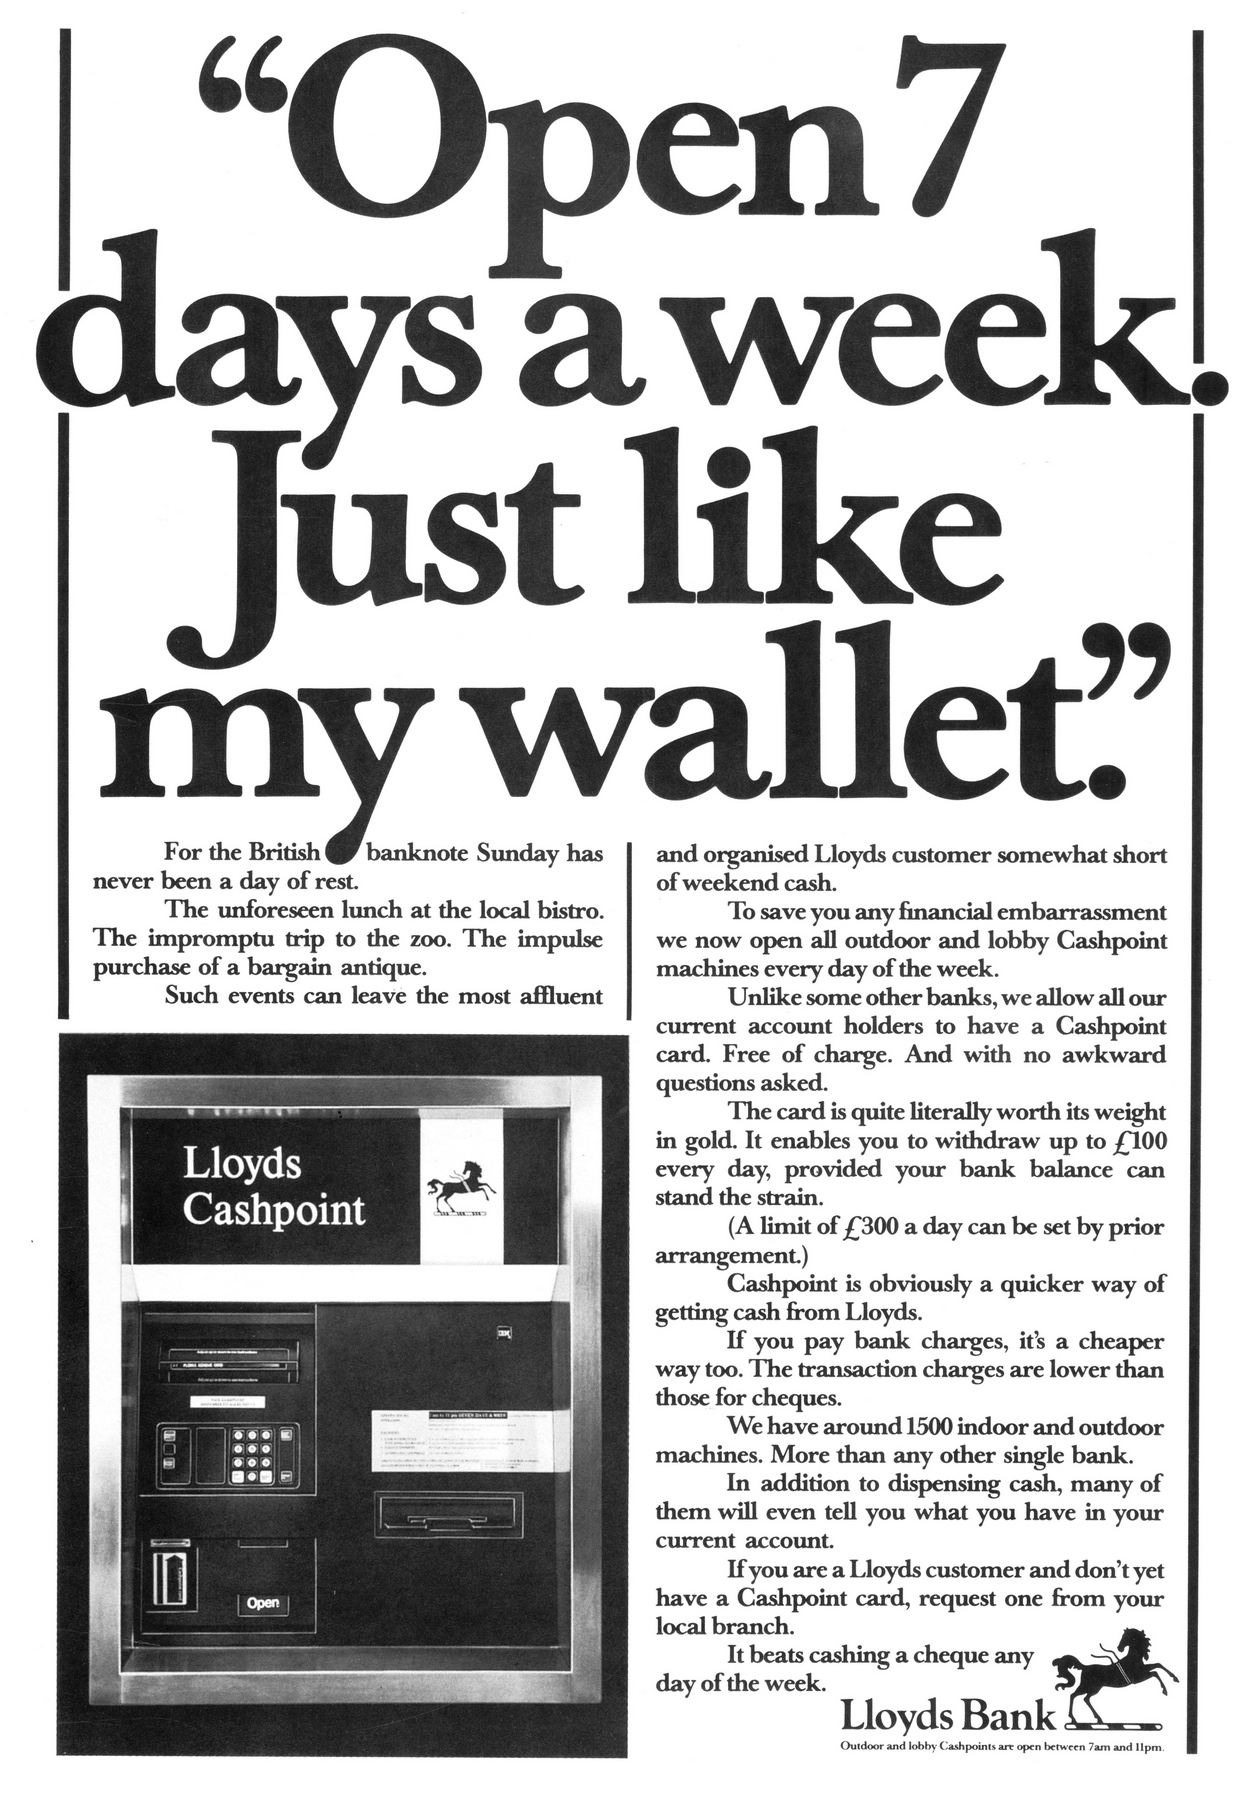 “Open 7
days a week.
Just like
my wallet.”
For the British banknote Sunday has
never been a day of rest.
The unforeseen lunch at the local bistro.
The impromptu trip to the zoo. The impulse
purchase of a bargain antique.
Such events can leave the most affluent
and organised Lloyds customer somewhat short
of weekend cash.
To save you any financial embarrassment
we now open all outdoor and lobby Cashpoint
machines every day of the week.
Unlike some other banks, we allow all our
current account holders to have a Cashpoint
card. Free of charge. And with no awkward
questions asked.
The card is quite literally worth its weight
in gold. It enables you to withdraw up to £100
every day, provided your bank balance can
stand the strain.
(A limit of £300 a day can be set by prior
arrangement.)
Cashpoint is obviously a quicker way of
getting cash from Lloyds.
If you pay bank charges, it's a cheaper
way too. The transaction charges are lower than
those for cheques.
We have around 1500 indoor and outdoor
machines. More than any other single bank.
In addition to dispensing cash, many of
them will even tell you what you have in your
current account.
If you are a Lloyds customer and don't yet
have a Cashpoint card, request one from your
local branch.
It beats cashing a cheque any
day of the week.
Lloyds Bank
Outdoor and lobby Cashpoints are open between 7am and 11pm.
Lloyds
Cashpoint
IBM
7 am to 11 pm SEVEN DAYS A WEEK
Open